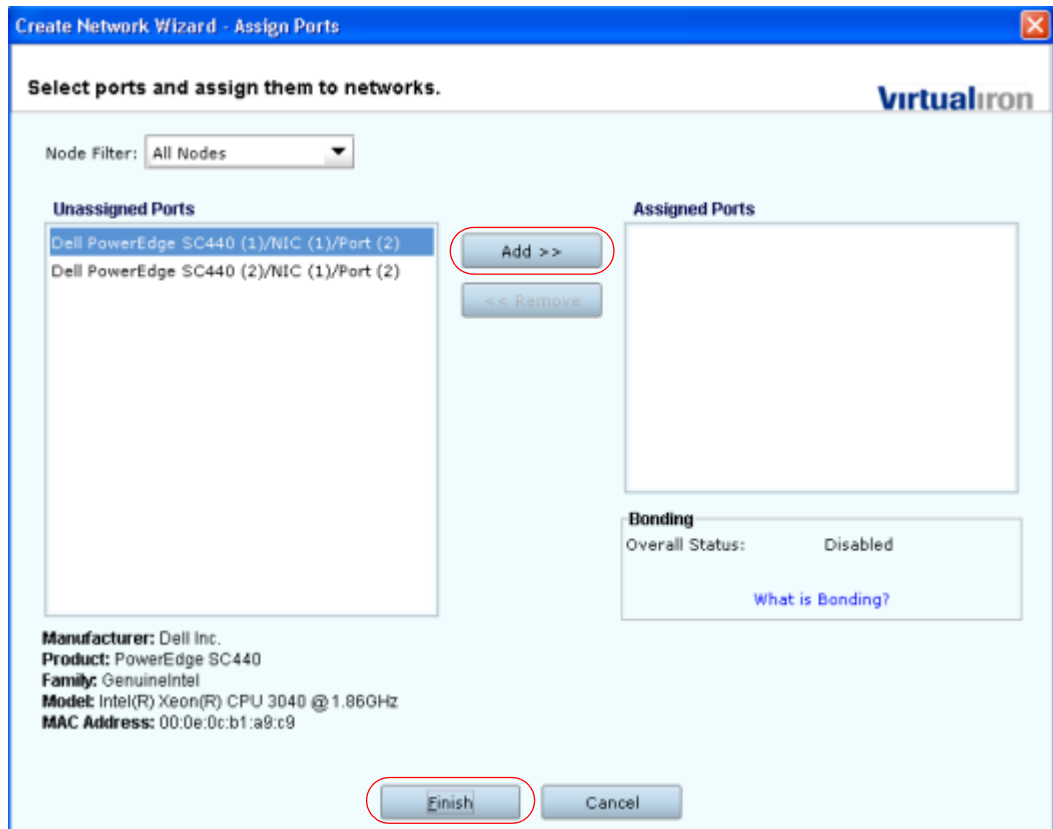 Create Network Wizard - Assign Ports
Select ports and assign them to networks.
Virtualiron
Node Filter: All Nodes
Unassigned Ports
Dell PowerEdge SC440 (1)/NIC (1)/Port (2)
Dell PowerEdge SC440 (2)/NIC (1)/Port (2)
Add >>
<< Remove
Assigned Ports
Bonding
Overall Status: Disabled
What is Bonding?
Manufacturer: Dell Inc.
Product: PowerEdge SC440
Family: GenuineIntel
Model: Intel(R) Xeon(R) CPU 3040 @ 1.86GHz
MAC Address: 00:0e:0c:b1:a9:c9
Finish
Cancel